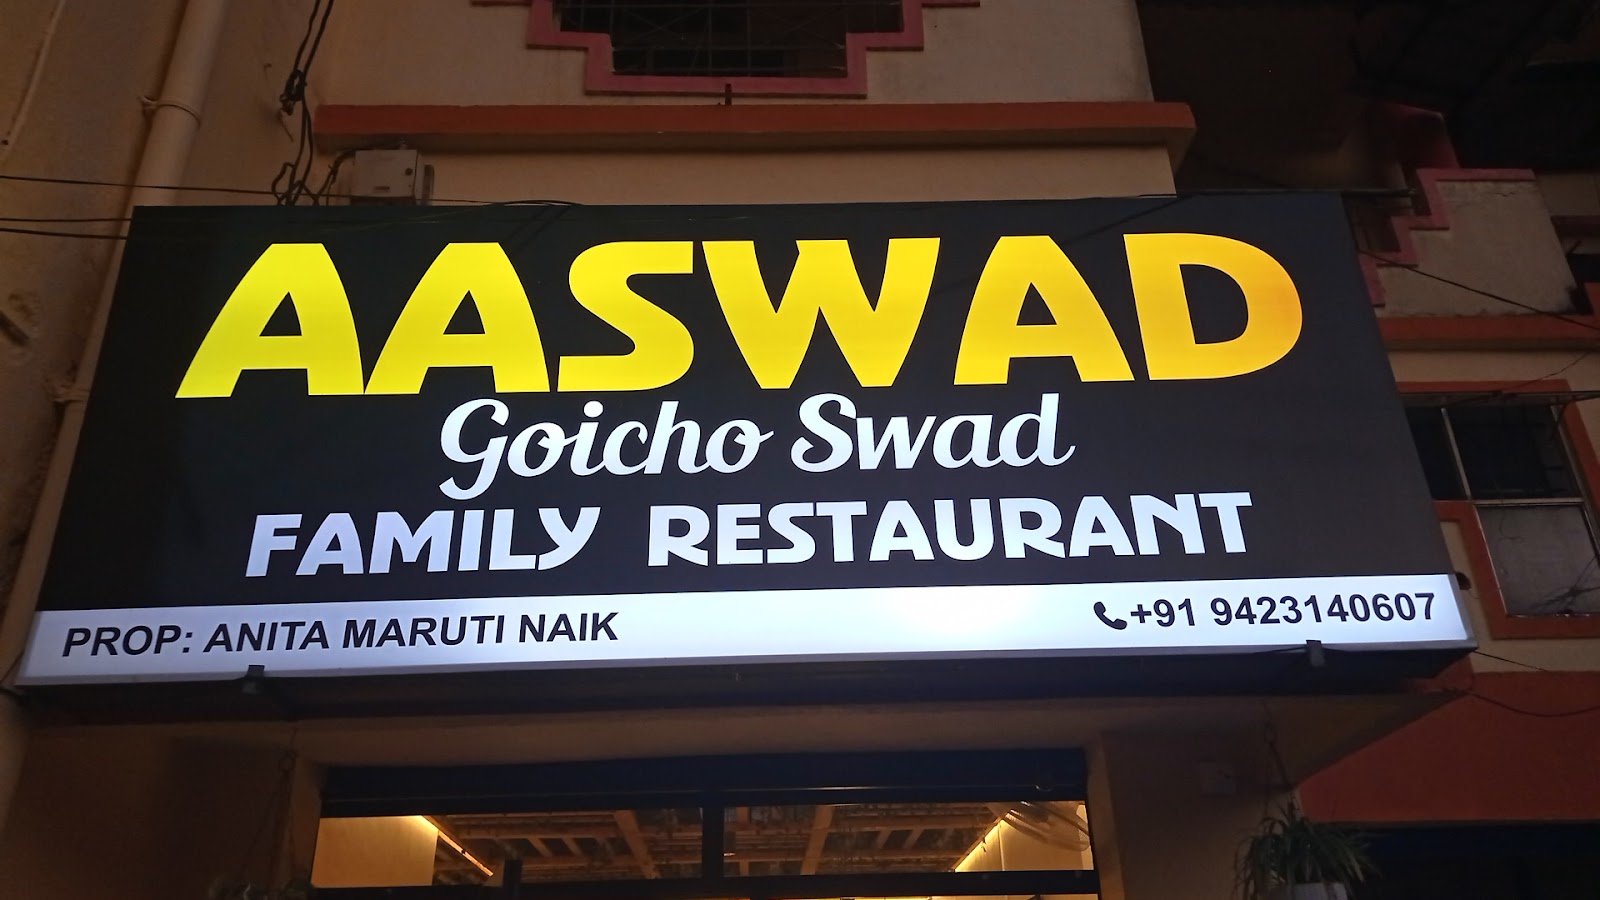 AASWAD
Goicho Swad
FAMILY RESTAURANT
PROP: ANITA MARUTI NAIK
+91 9423140607